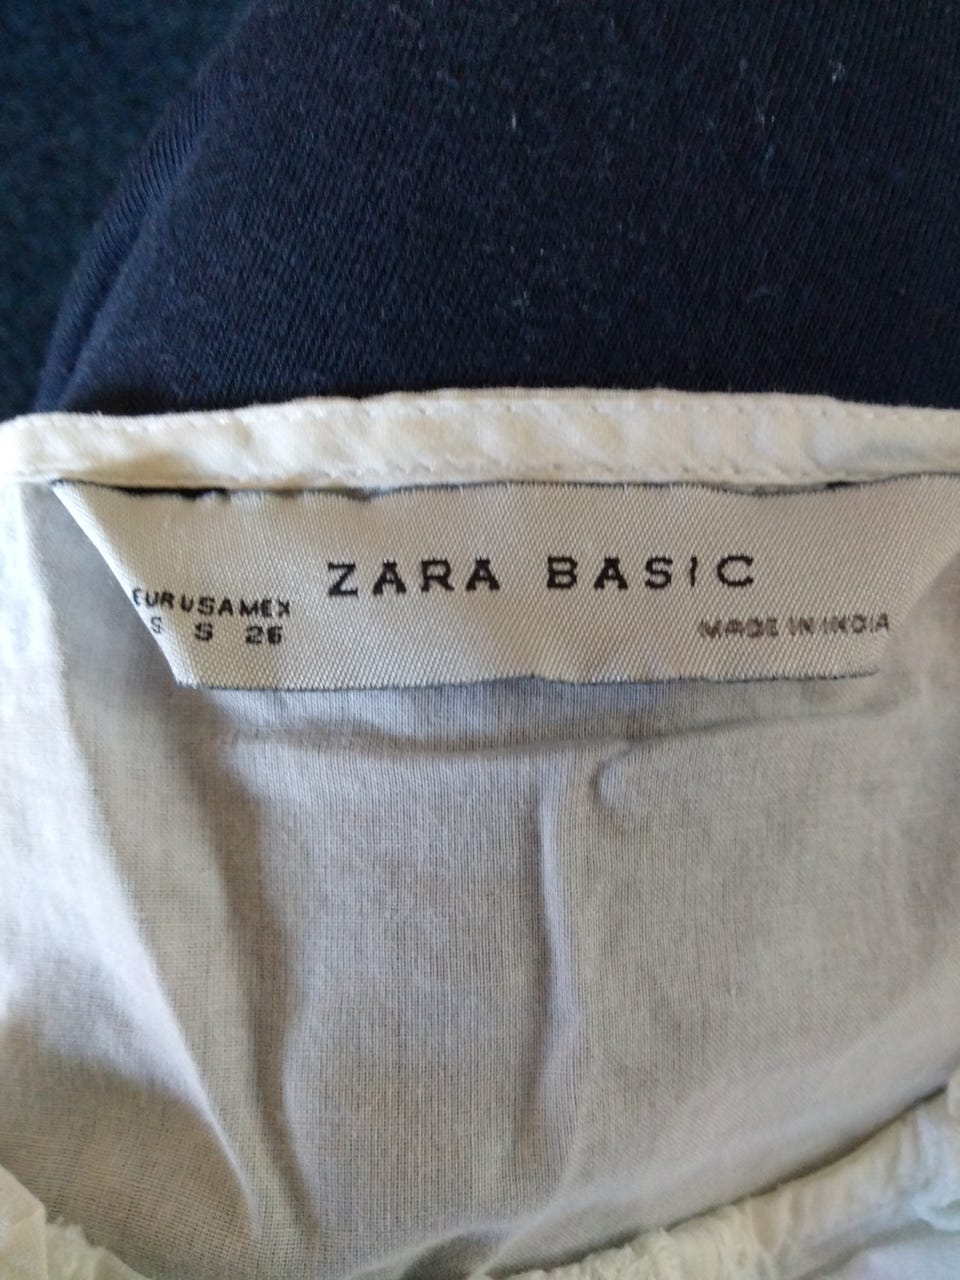 ZARA BASIC
EUR USA MEX
S S 26
MADE IN INDIA